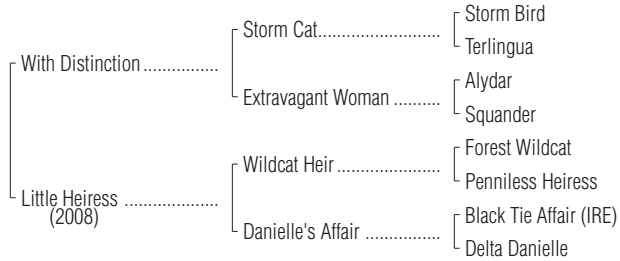 Storm Bird
Storm Cat..............................
Terlingua
With Distinction ..................
Alydar
Extravagant Woman ...........
Squander
Forest Wildcat
Wildcat Heir .........................
Penniless Heiress
Little Heiress ......................
(2008)
Black Tie Affair (IRE)
Danielle's Affair ..................
Delta Danielle